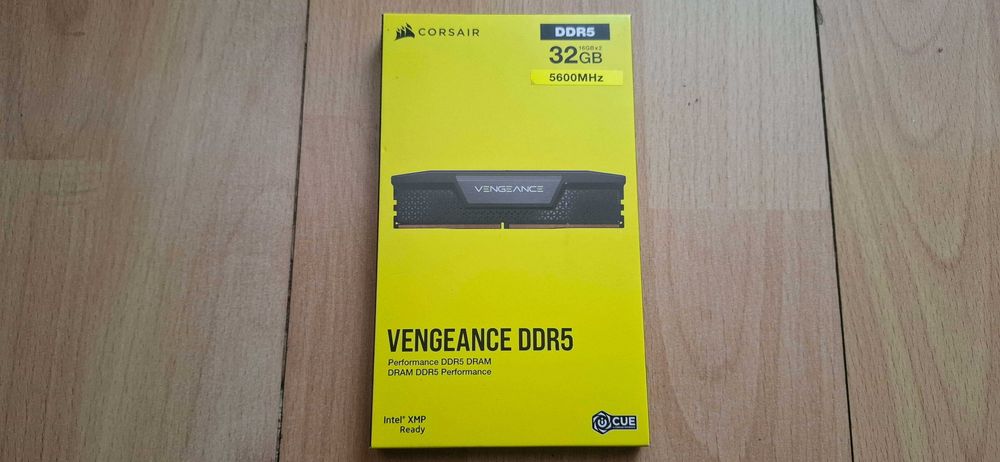 CORSAIR
DDR5
32GB
16GBx2
5600MHz
VENGEANCE
VENGEANCE DDR5
Performance DDR5 DRAM
DRAM DDR5 Performance
Intel® XMP
Ready
CUE